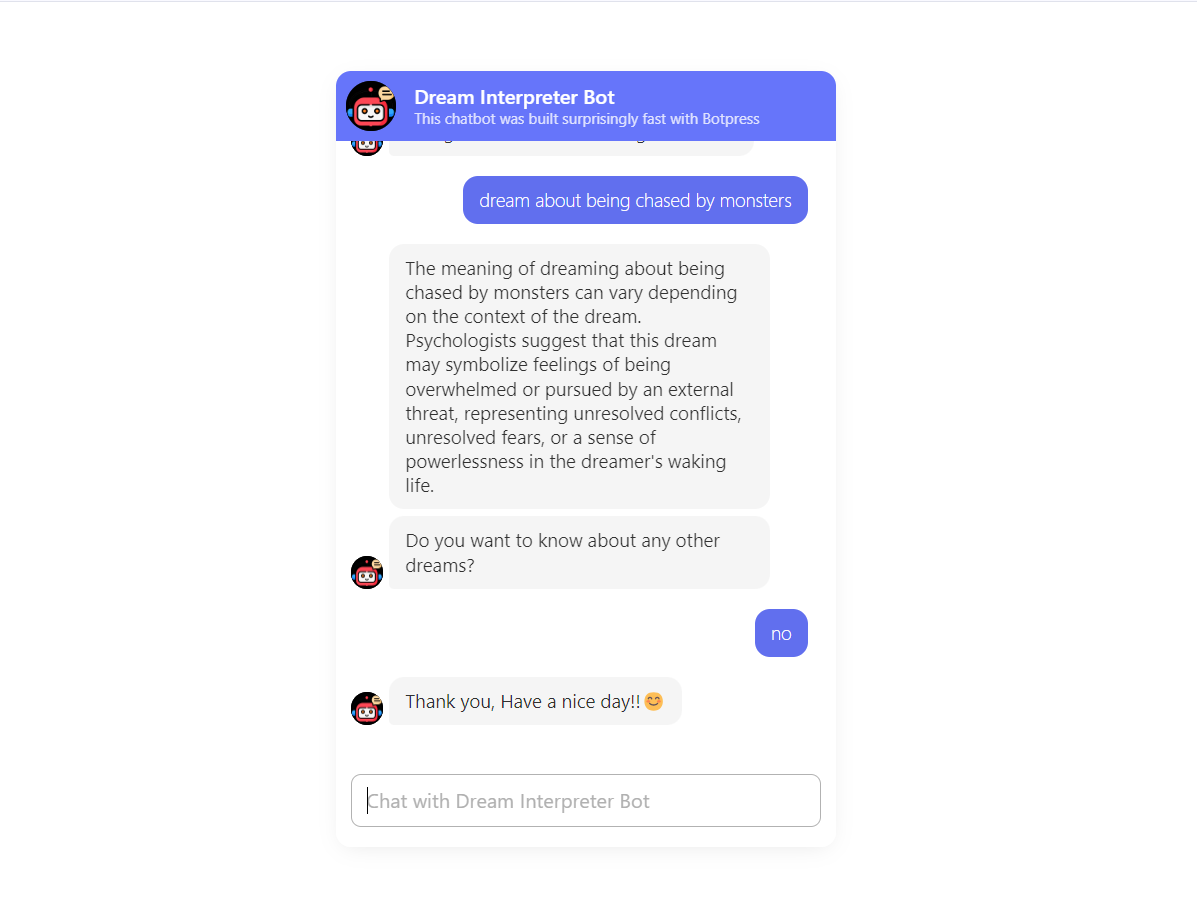 Dream Interpreter Bot
This chatbot was built surprisingly fast with Botpress
dream about being chased by monsters
The meaning of dreaming about being
chased by monsters can vary depending
on the context of the dream.
Psychologists suggest that this dream
may symbolize feelings of being
overwhelmed or pursued by an external
threat, representing unresolved conflicts,
unresolved fears, or a sense of
powerlessness in the dreamer's waking
life.
Do you want to know about any other
dreams?
no
Thank you, Have a nice day!!😊
Chat with Dream Interpreter Bot